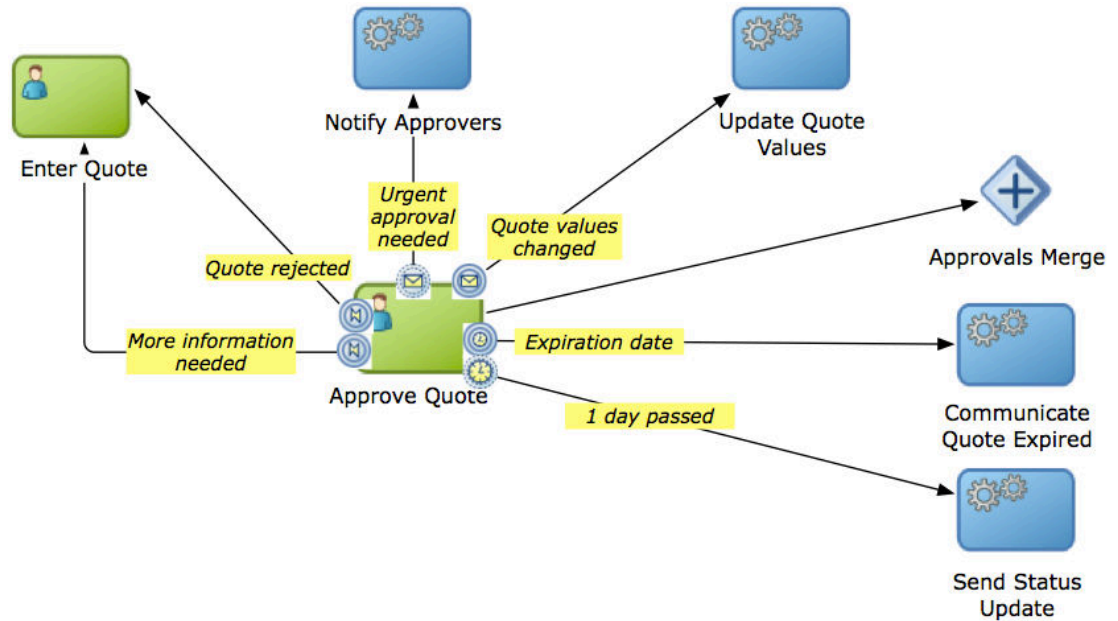 Enter Quote
Notify Approvers
Update Quote
Values
Urgent
approval
needed
Quote values
changed
Quote rejected
Approvals Merge
More information
needed
Expiration date
Approve Quote
1 day passed
Communicate
Quote Expired
Send Status
Update